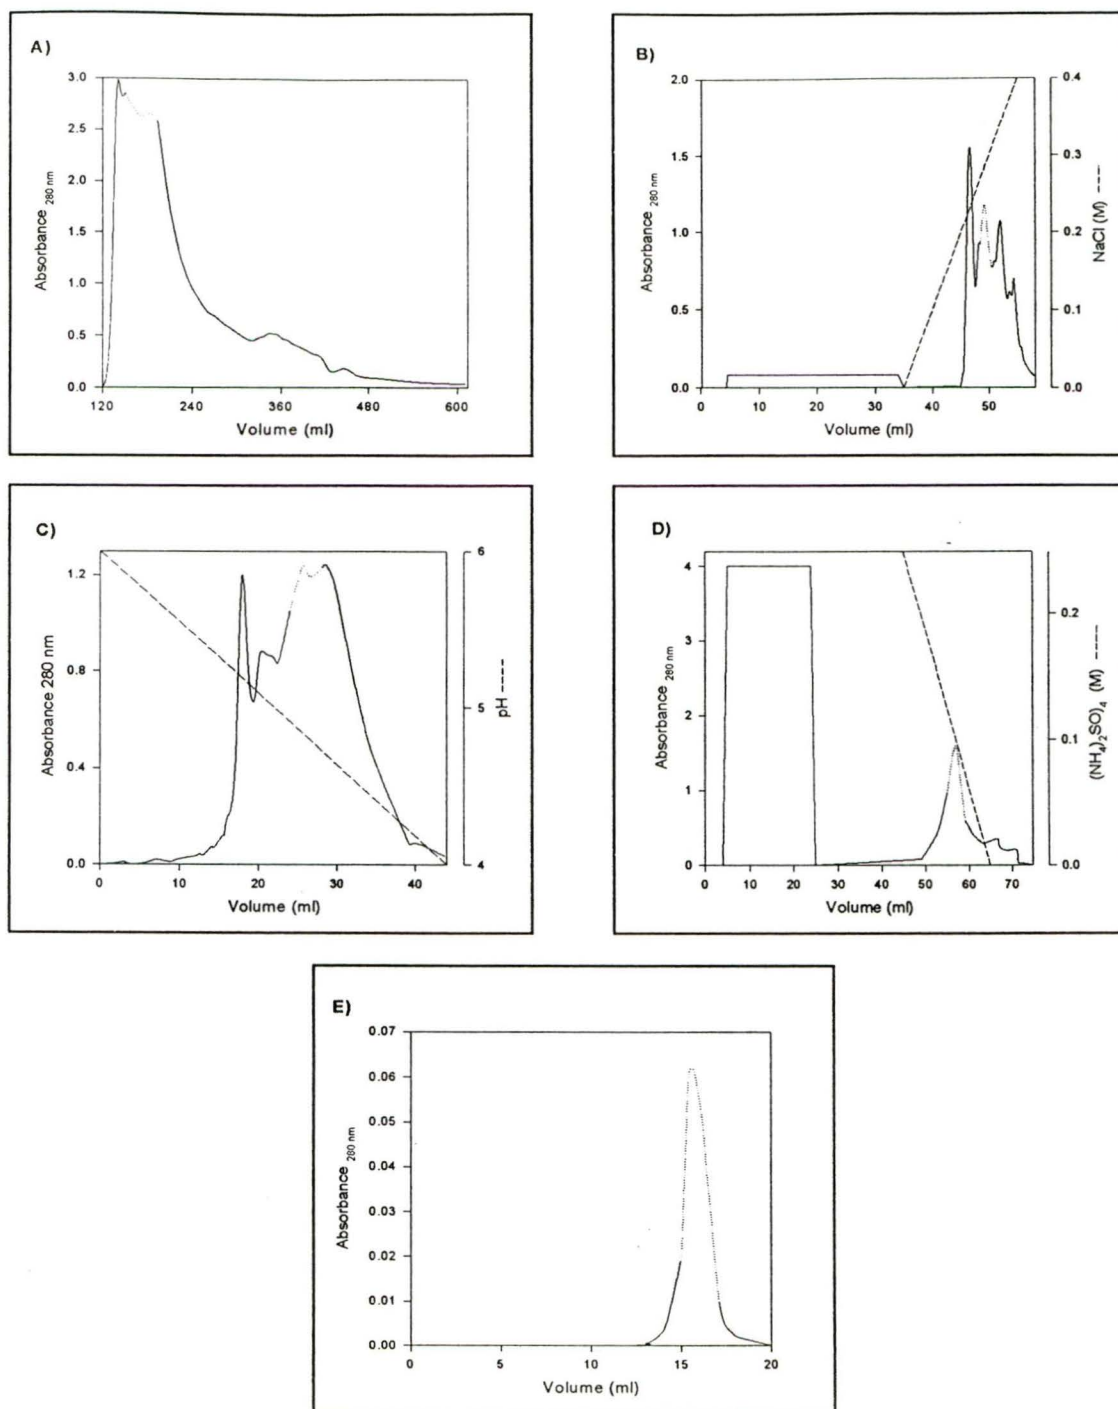 A)
3.0
2.5
2.0
1.5
1.0
0.5
0.0
Absorbance 280 nm
120 240 360 480 600
Volume (ml)
B)
2.0
1.5
1.0
0.5
0.0
Absorbance 280 nm
0 10 20 30 40 50
Volume (ml)
0.4
0.3
0.2
0.1
0.0
NaCl (M) ----
C)
1.2
0.8
0.4
0.0
Absorbance 280 nm
0 10 20 30 40
Volume (ml)
6
5
4
pH ----
D)
4
3
2
1
0
Absorbance 280 nm
0 10 20 30 40 50 60 70
Volume (ml)
0.2
0.1
0.0
(NH4)2SO)4 (M) ----
E)
0.07
0.06
0.05
0.04
0.03
0.02
0.01
0.00
Absorbance 280 nm
0 5 10 15 20
Volume (ml)